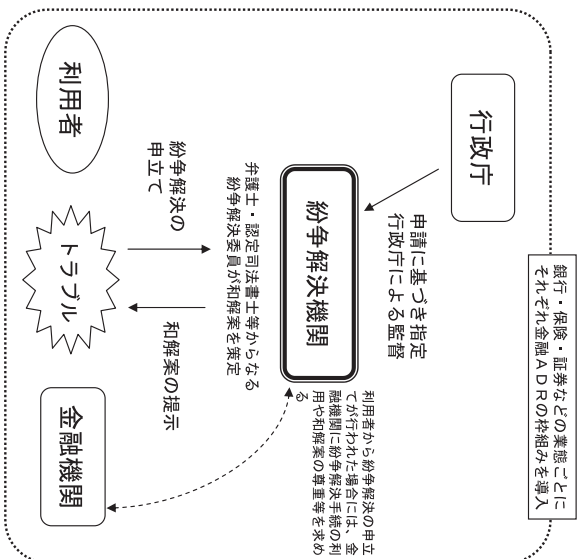 銀行・保険・証券などの業態ごとに
それぞれ金融ＡＤＲの枠組みを導入
行政庁
申請に基づき指定
行政庁による監督
紛争解決機関
利用者から紛争解決の申立
てが行われた場合には、金
融機関に紛争解決手続の利
用や和解案の尊重等を求め
る
弁護士・認定司法書士等からなる
紛争解決委員が和解案を策定
紛争解決の
申立て
和解案の提示
利用者
トラブル
金融機関